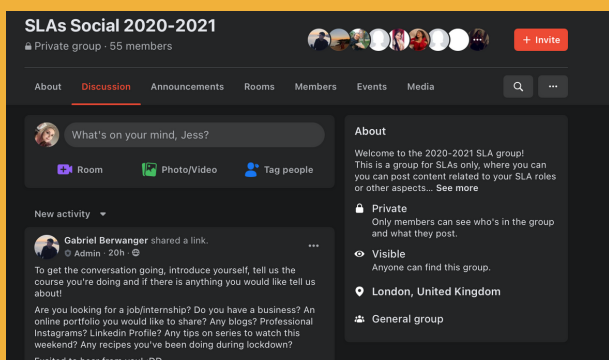 SLAs Social 2020-2021
Private group · 55 members
+ Invite
About Discussion Announcements Rooms Members Events Media
What's on your mind, Jess?
Room Photo/Video Tag people
New activity
Gabriel Berwanger shared a link.
Admin · 20h ·
To get the conversation going, introduce yourself, tell us the
course you're doing and if there is anything you would like tell us
about!
Are you looking for a job/internship? Do you have a business? An
online portfolio you would like to share? Any blogs? Professional
Instagrams? Linkedin Profile? Any tips on series to watch this
weekend? Any recipes you've been doing during lockdown?
About
Welcome to the 2020-2021 SLA group!
This is a group for SLAs only, where you can
you can post content related to your SLA roles
or other aspects... See more
Private
Only members can see who's in the group
and what they post.
Visible
Anyone can find this group.
London, United Kingdom
General group